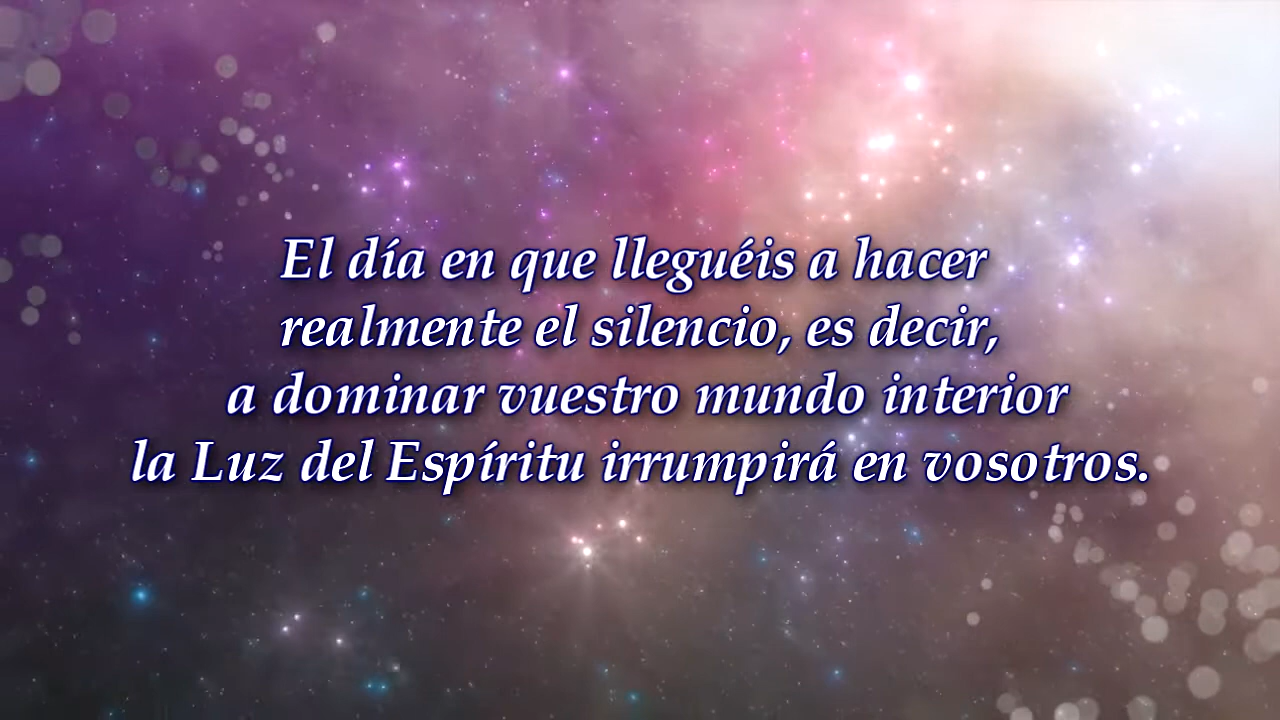 El día en que lleguéis a hacer
realmente el silencio, es decir,
a dominar vuestro mundo interior
la Luz del Espíritu irrumpirá en vosotros.